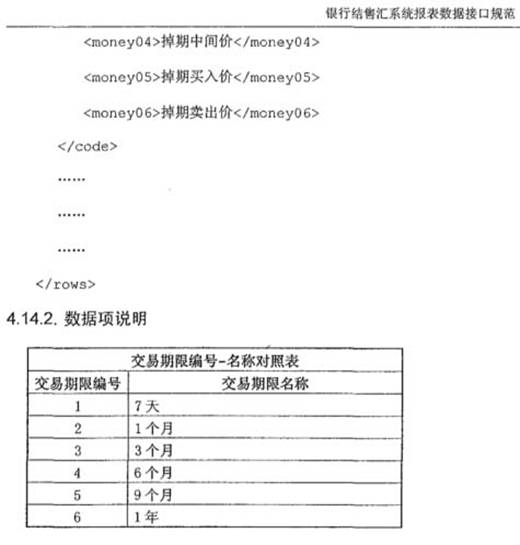 银行结售汇系统报表数据接口规范
<money04>掉期中间价</money04>
<money05>掉期买入价</money05>
<money06>掉期卖出价</money06>
</code>
……
……
……
</rows>
4.14.2. 数据项说明
交易期限编号-名称对照表
交易期限编号 交易期限名称
1 7天
2 1个月
3 3个月
4 6个月
5 9个月
6 1年